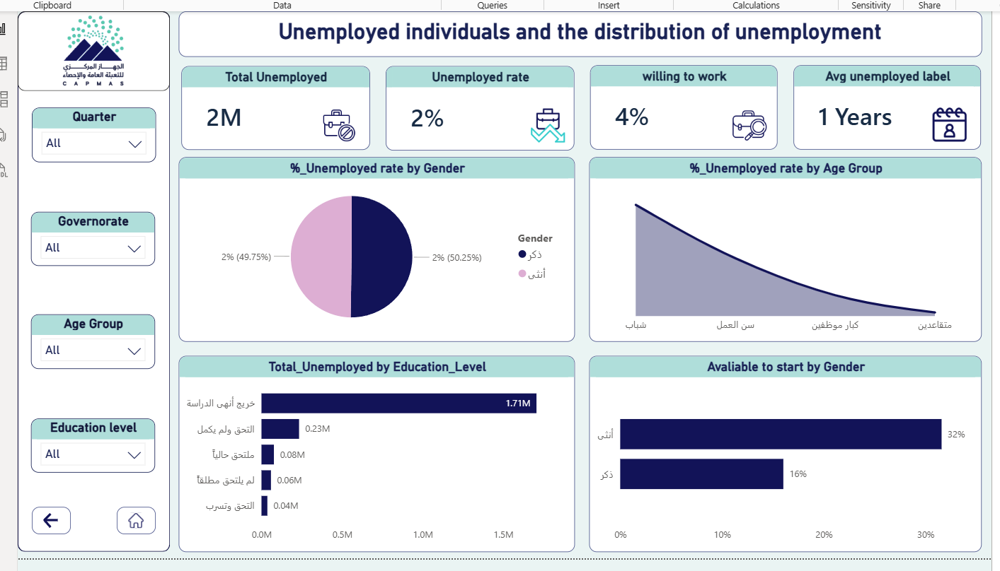 Clipboard
Data
Queries
Insert
Calculations
Sensitivity
Share
الجهاز المركزي
للتعبئة العامة والإحصاء
CAPMAS
Unemployed individuals and the distribution of unemployment
Quarter
All
Governorate
All
Age Group
All
Education level
All
Total Unemployed
2M
Unemployed rate
2%
willing to work
4%
Avg unemployed label
1 Years
%_Unemployed rate by Gender
2% (49.75%)
2% (50.25%)
Gender
ذكر
أنثى
%_Unemployed rate by Age Group
شباب
سن العمل
كبار موظفين
متقاعدين
Total_Unemployed by Education_Level
خريج أنهى الدراسة
1.71M
التحق ولم يكمل
0.23M
ملتحق حالياً
0.08M
لم يلتحق مطلقاً
0.06M
التحق وتسرب
0.04M
0.0M
0.5M
1.0M
1.5M
Avaliable to start by Gender
أنثى
32%
ذكر
16%
0%
10%
20%
30%